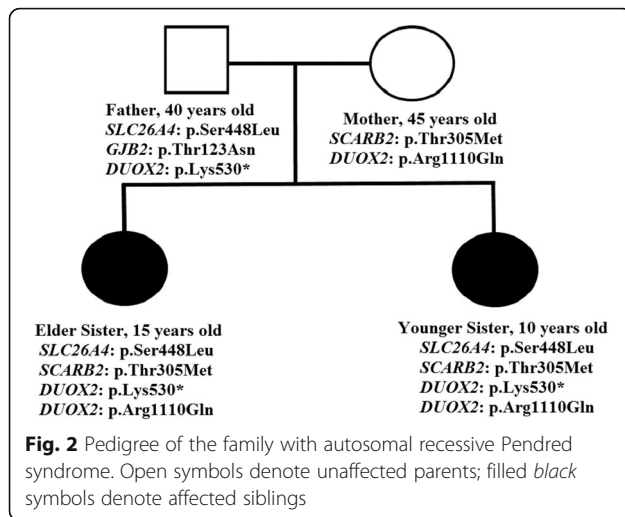 Father, 40 years old
SLC26A4: p.Ser448Leu
GJB2: p.Thr123Asn
DUOX2: p.Lys530*
Mother, 45 years old
SCARB2: p.Thr305Met
DUOX2: p.Arg1110Gln
Elder Sister, 15 years old
SLC26A4: p.Ser448Leu
SCARB2: p.Thr305Met
DUOX2: p.Lys530*
DUOX2: p.Arg1110Gln
Younger Sister, 10 years old
SLC26A4: p.Ser448Leu
SCARB2: p.Thr305Met
DUOX2: p.Lys530*
DUOX2: p.Arg1110Gln
Fig. 2 Pedigree of the family with autosomal recessive Pendred
syndrome. Open symbols denote unaffected parents; filled black
symbols denote affected siblings